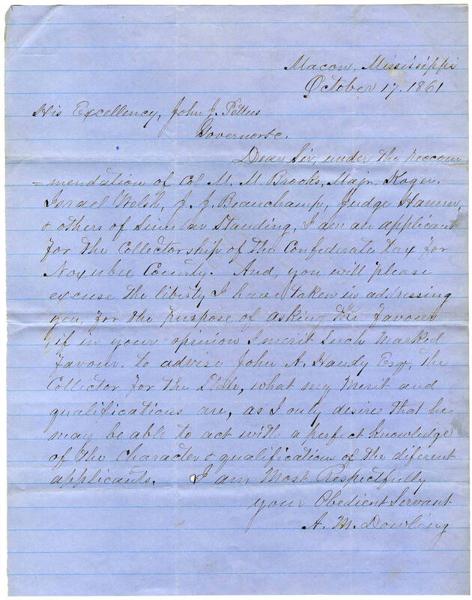 Macon, Mississippi
October 17. 1861
His Excellency, John J. Pettus
Governor &c.
Dear Sir, under the Recom-
-mendation of Col M. M. Brooks, Majr. Koger.
Israel Welsh, J. J. Beauchamp, Judge
& others of Similar Standing, I am an applicant
for the Collectorship of the Confederate tax for
Noxubee County. And, you will please
excuse the liberty I have taken in addressing
you, for the purpose of asking the favour
if in your opinion I merit Such Marked
Favour. to advise John A. Handy Esqr. the
Collector for the State, what my Merit and
qualifications are, as I only desire that he
may be able to act with a perfect knowledge
of the Character & qualifications of the diferent
applicants. I am Most Respectfully
your Obedient Servant
A. M. Dowling